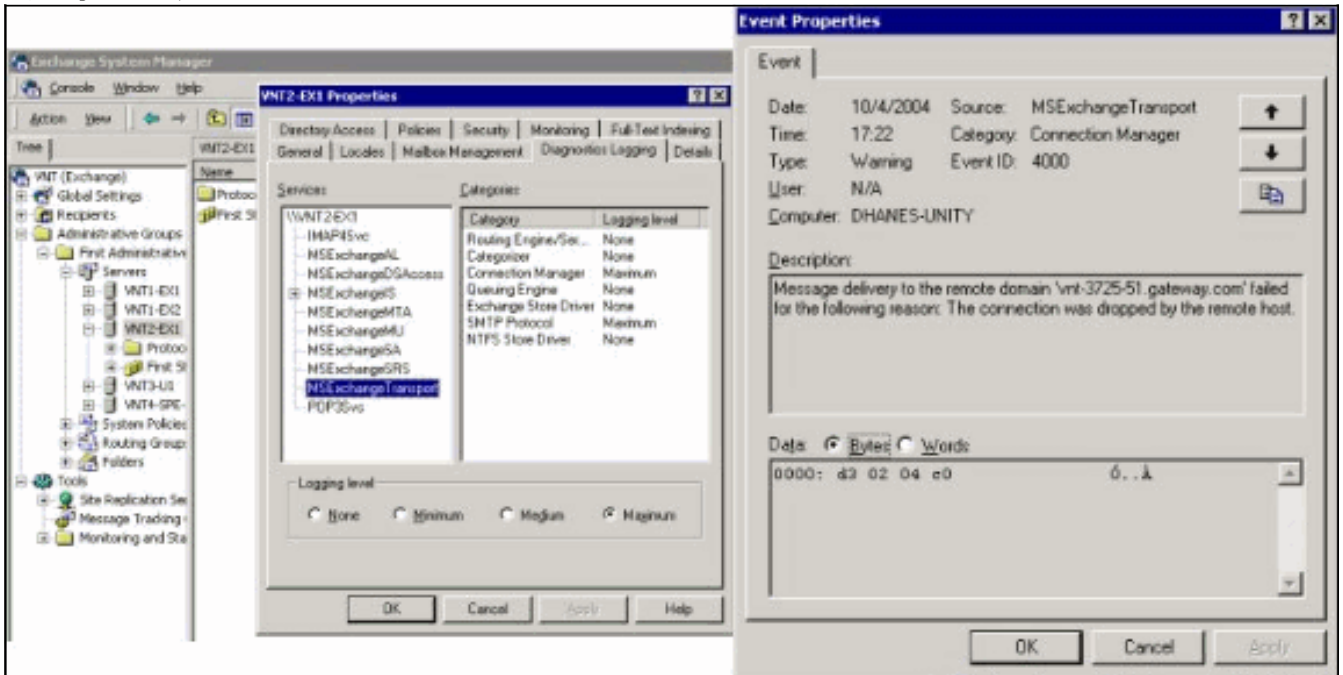 Exchange System Manager
Console Window Help
Action View
Tree
VNT (Exchange)
Global Settings
Recipients
Administrative Groups
First Administrative
Servers
VNT1-EX1
VNT1-EX2
VNT2-EX1
Protoc
First St
VNT3-U1
VNT4-SPE-
System Policies
Routing Group
Folders
Tools
Site Replication Ser
Message Tracking
Monitoring and Sta
VNT2-EX1
Name
Protoc
First St
VNT2-EX1 Properties
Directory Access Policies Security Monitoring Full-Text Indexing
General Locales Mailbox Management Diagnostics Logging Details
Services
\\VNT2-EX1
IMAP4Svc
MSExchangeAL
MSExchangeDSAccess
MSExchangeIS
MSExchangeMTA
MSExchangeMU
MSExchangeSA
MSExchangeSRS
MSExchangeTransport
POP3Svc
Categories
Category Logging level
Routing Engine/Ser... None
Categorizer None
Connection Manager Maximum
Queuing Engine None
Exchange Store Driver None
SMTP Protocol Maximum
NTFS Store Driver None
Logging level
None Minimum Medium Maximum
OK Cancel Apply Help
Event Properties
Event
Date: 10/4/2004 Source: MSExchangeTransport
Time: 17:22 Category: Connection Manager
Type: Warning Event ID: 4000
User: N/A
Computer: DHANES-UNITY
Description:
Message delivery to the remote domain 'vnt-3725-51.gateway.com' failed
for the following reason: The connection was dropped by the remote host.
Data: Bytes Words
0000: d3 02 04 c0 Ó..À
OK Cancel Apply